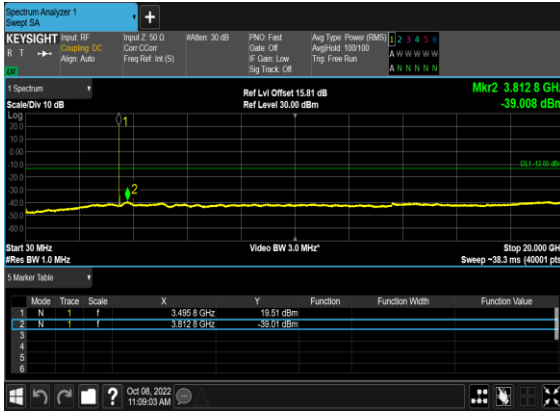 Spectrum Analyzer 1
Swept SA
+
KEYSIGHT Input: RF Input Z: 50 Ω #Atten: 30 dB PNO: Fast Avg Type: Power (RMS) 1 2 3 4 5 6
R T Coupling: DC Corr CCorr Gate: Off Avg|Hold: 100/100 A W W W W W
Align: Auto Freq Ref: Int (S) IF Gain: Low Trig: Free Run
Sig Track: Off A N N N N N
1 Spectrum Ref Lvl Offset 15.81 dB Mkr2 3.812 8 GHz
Scale/Div 10 dB Ref Level 30.00 dBm -39.008 dBm
Log
20.0
10.0
0.00
-10.0
-20.0
-30.0
-40.0
-50.0
-60.0
1
2
DL1 -13.00 dBm
Start 30 MHz Video BW 3.0 MHz* Stop 20.000 GHz
#Res BW 1.0 MHz Sweep ~38.3 ms (40001 pts)
5 Marker Table
Mode Trace Scale X Y Function Function Width Function Value
1 N 1 f 3.495 8 GHz 19.51 dBm
2 N 1 f 3.812 8 GHz -39.01 dBm
3
4
5
6
? Oct 08, 2022
11:09:03 AM